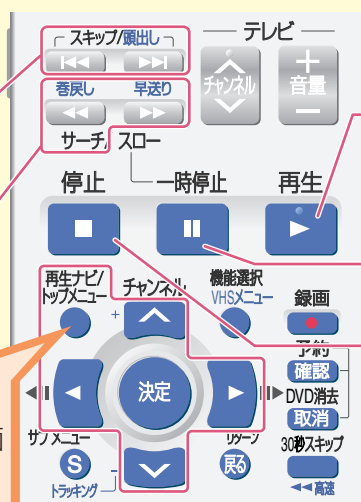 スキップ/頭出し
テレビ
チャンネル
音量
巻戻し 早送り
サーチ/スロー
停止 一時停止 再生
再生ナビ/
トップメニュー
チャンネル
機能選択
VHSメニュー
録画
予約
確認
決定
DVD消去
取消
サブメニュー
S
トラッキング
リターン
戻
30秒スキップ
高速